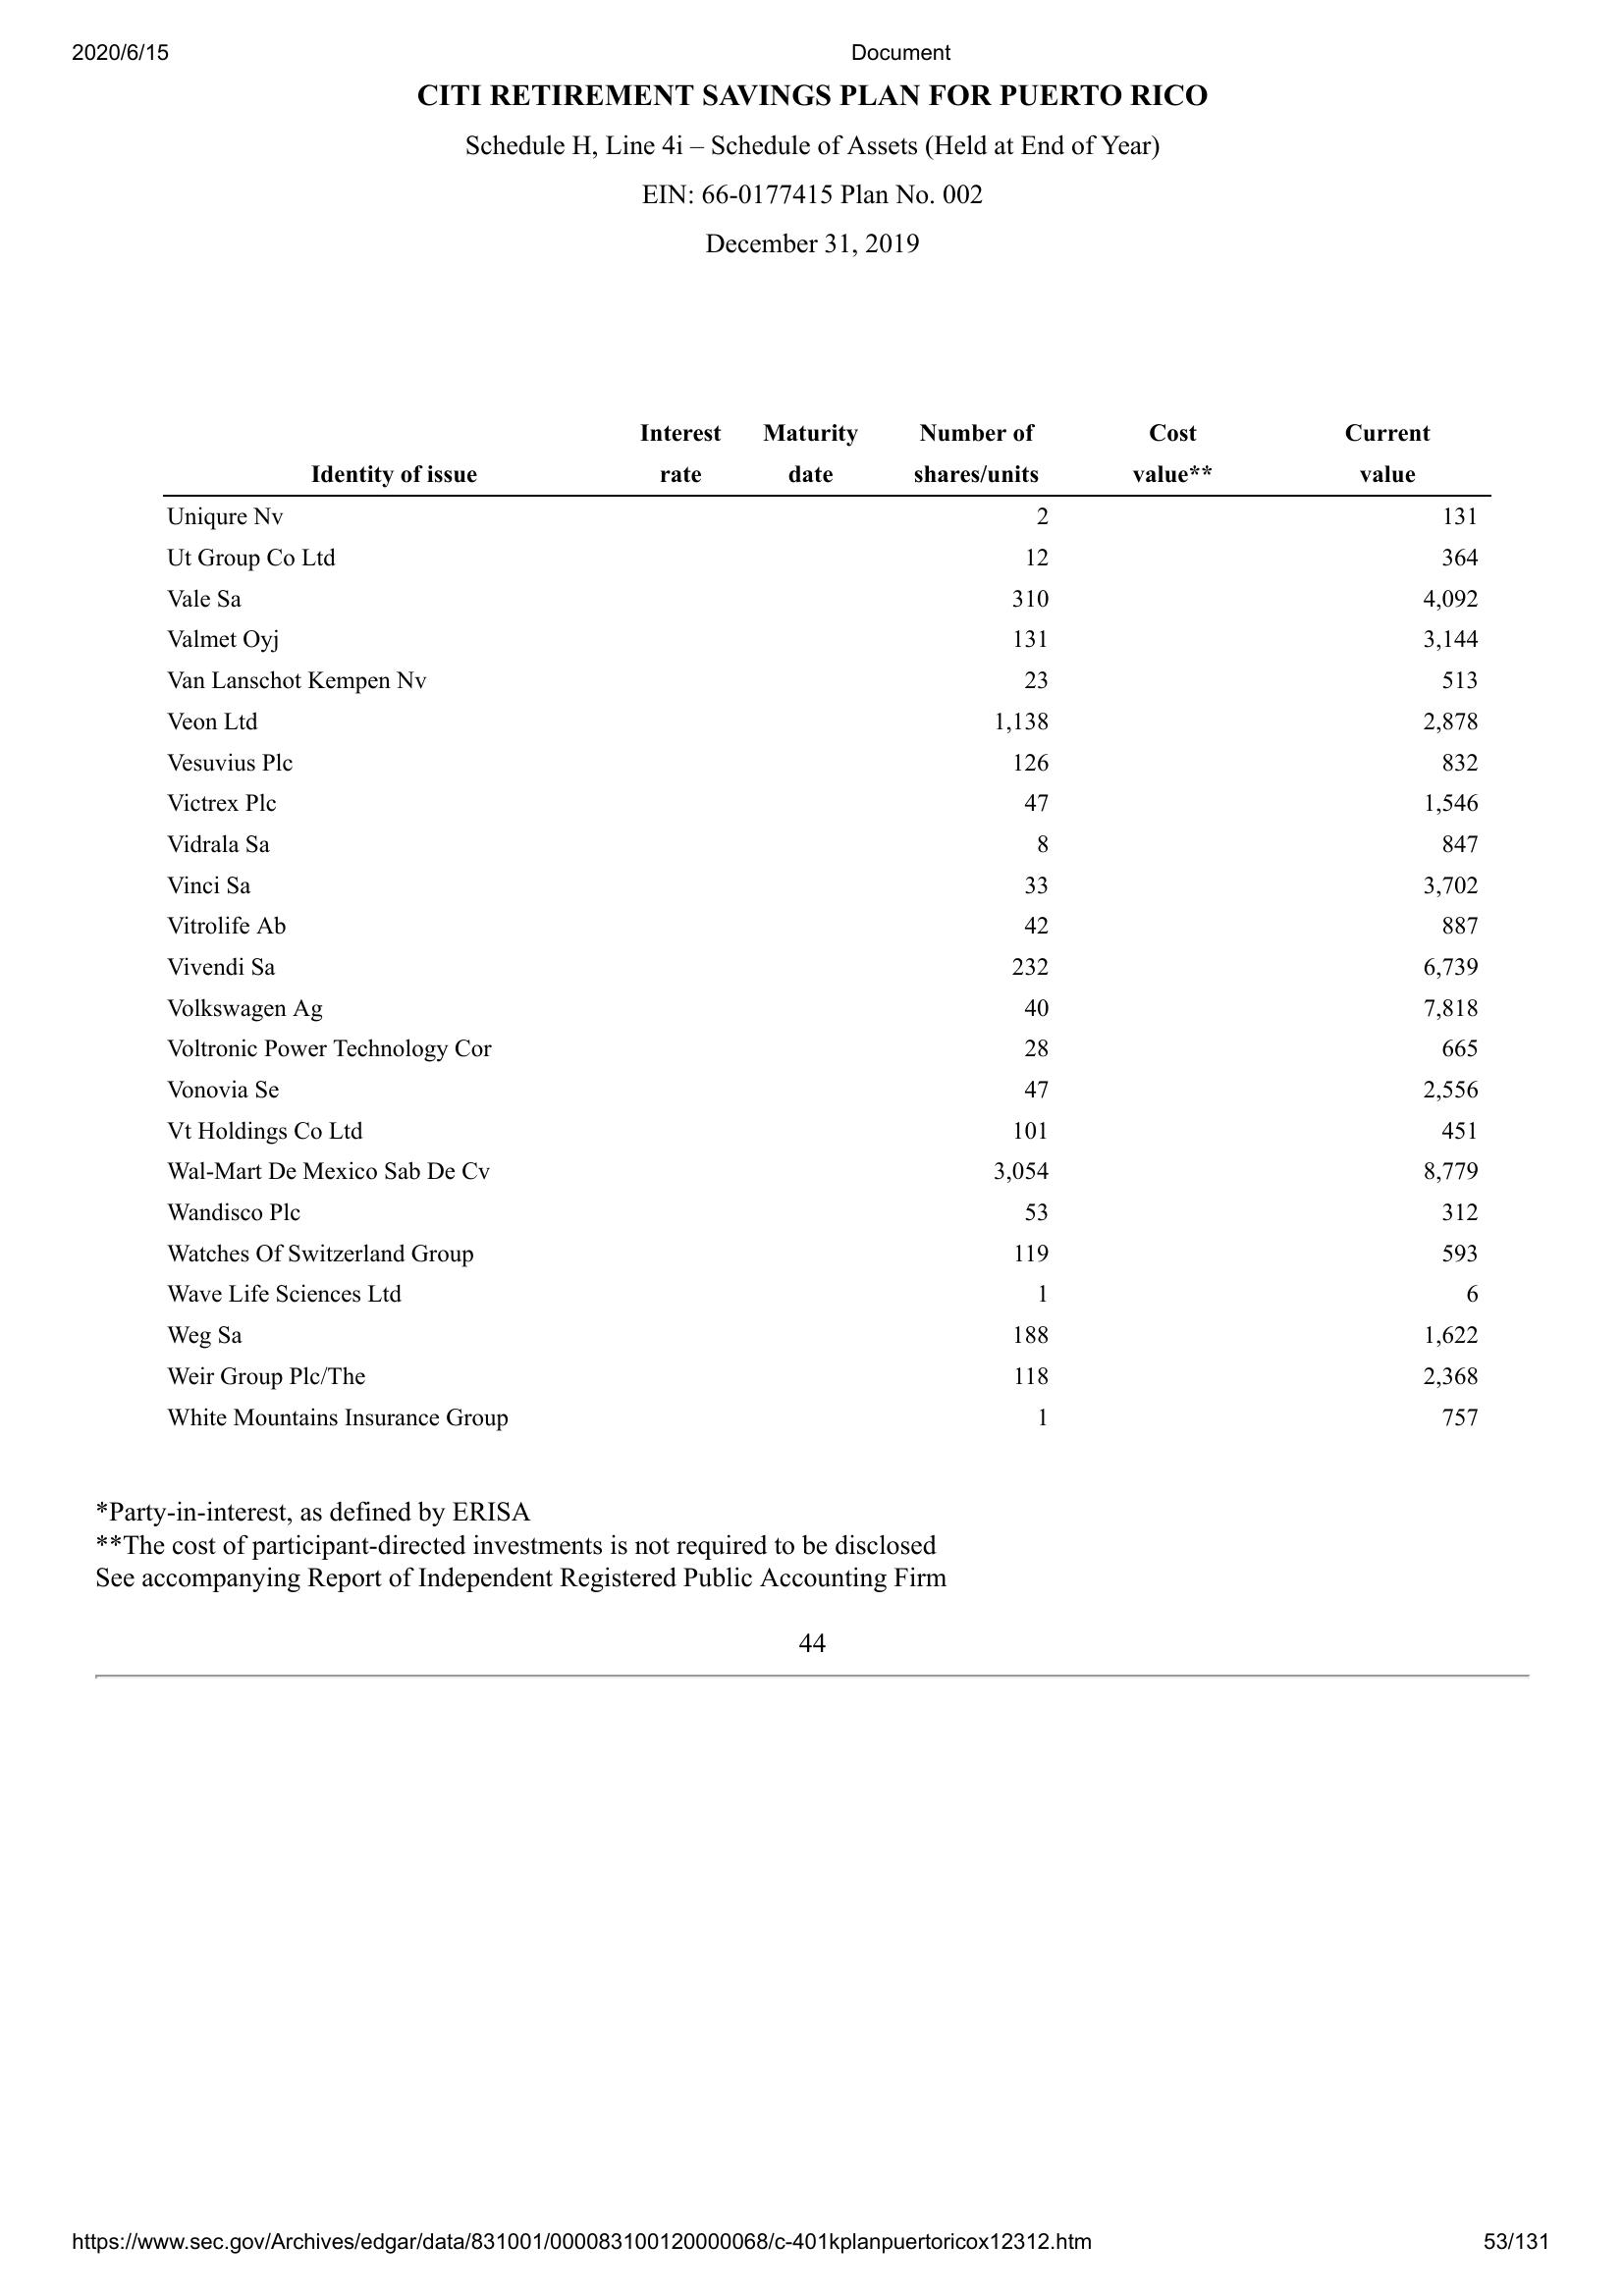 2020/6/15 Document
CITI RETIREMENT SAVINGS PLAN FOR PUERTO RICO
Schedule H, Line 4i – Schedule of Assets (Held at End of Year)
EIN: 66-0177415 Plan No. 002
December 31, 2019
Interest Maturity Number of Cost Current
Identity of issue rate date shares/units value** value
Uniqure Nv 2 131
Ut Group Co Ltd 12 364
Vale Sa 310 4,092
Valmet Oyj 131 3,144
Van Lanschot Kempen Nv 23 513
Veon Ltd 1,138 2,878
Vesuvius Plc 126 832
Victrex Plc 47 1,546
Vidrala Sa 8 847
Vinci Sa 33 3,702
Vitrolife Ab 42 887
Vivendi Sa 232 6,739
Volkswagen Ag 40 7,818
Voltronic Power Technology Cor 28 665
Vonovia Se 47 2,556
Vt Holdings Co Ltd 101 451
Wal-Mart De Mexico Sab De Cv 3,054 8,779
Wandisco Plc 53 312
Watches Of Switzerland Group 119 593
Wave Life Sciences Ltd 1 6
Weg Sa 188 1,622
Weir Group Plc/The 118 2,368
White Mountains Insurance Group 1 757
*Party-in-interest, as defined by ERISA
**The cost of participant-directed investments is not required to be disclosed
See accompanying Report of Independent Registered Public Accounting Firm
44
https://www.sec.gov/Archives/edgar/data/831001/000083100120000068/c-401kplanpuertoricox12312.htm 53/131